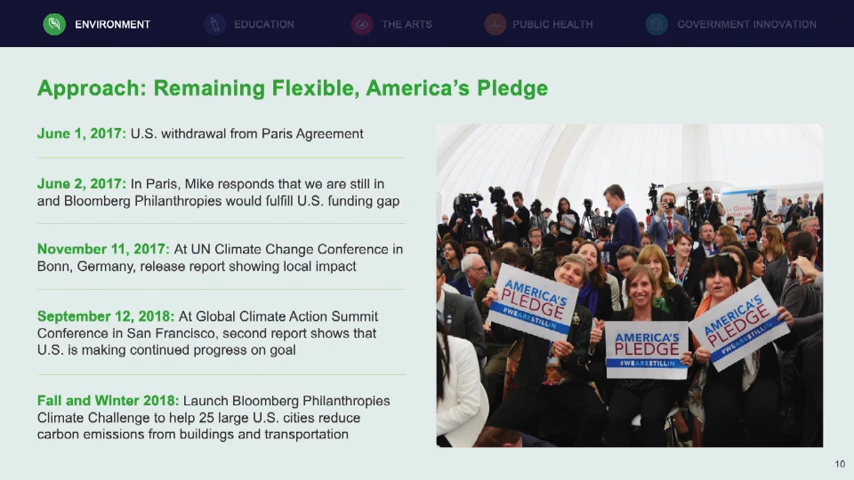 ENVIRONMENT
EDUCATION
THE ARTS
PUBLIC HEALTH
GOVERNMENT INNOVATION
Approach: Remaining Flexible, America's Pledge
June 1, 2017: U.S. withdrawal from Paris Agreement
June 2, 2017: In Paris, Mike responds that we are still in
and Bloomberg Philanthropies would fulfill U.S. funding gap
November 11, 2017: At UN Climate Change Conference in
Bonn, Germany, release report showing local impact
September 12, 2018: At Global Climate Action Summit
Conference in San Francisco, second report shows that
U.S. is making continued progress on goal
Fall and Winter 2018: Launch Bloomberg Philanthropies
Climate Challenge to help 25 large U.S. cities reduce
carbon emissions from buildings and transportation
AMERICA'S
PLEDGE
#WEARESTILLIN
AMERICA'S
PLEDGE
#WEARESTILLIN
AMERICA'S
PLEDGE
#WEARESTILLIN
10